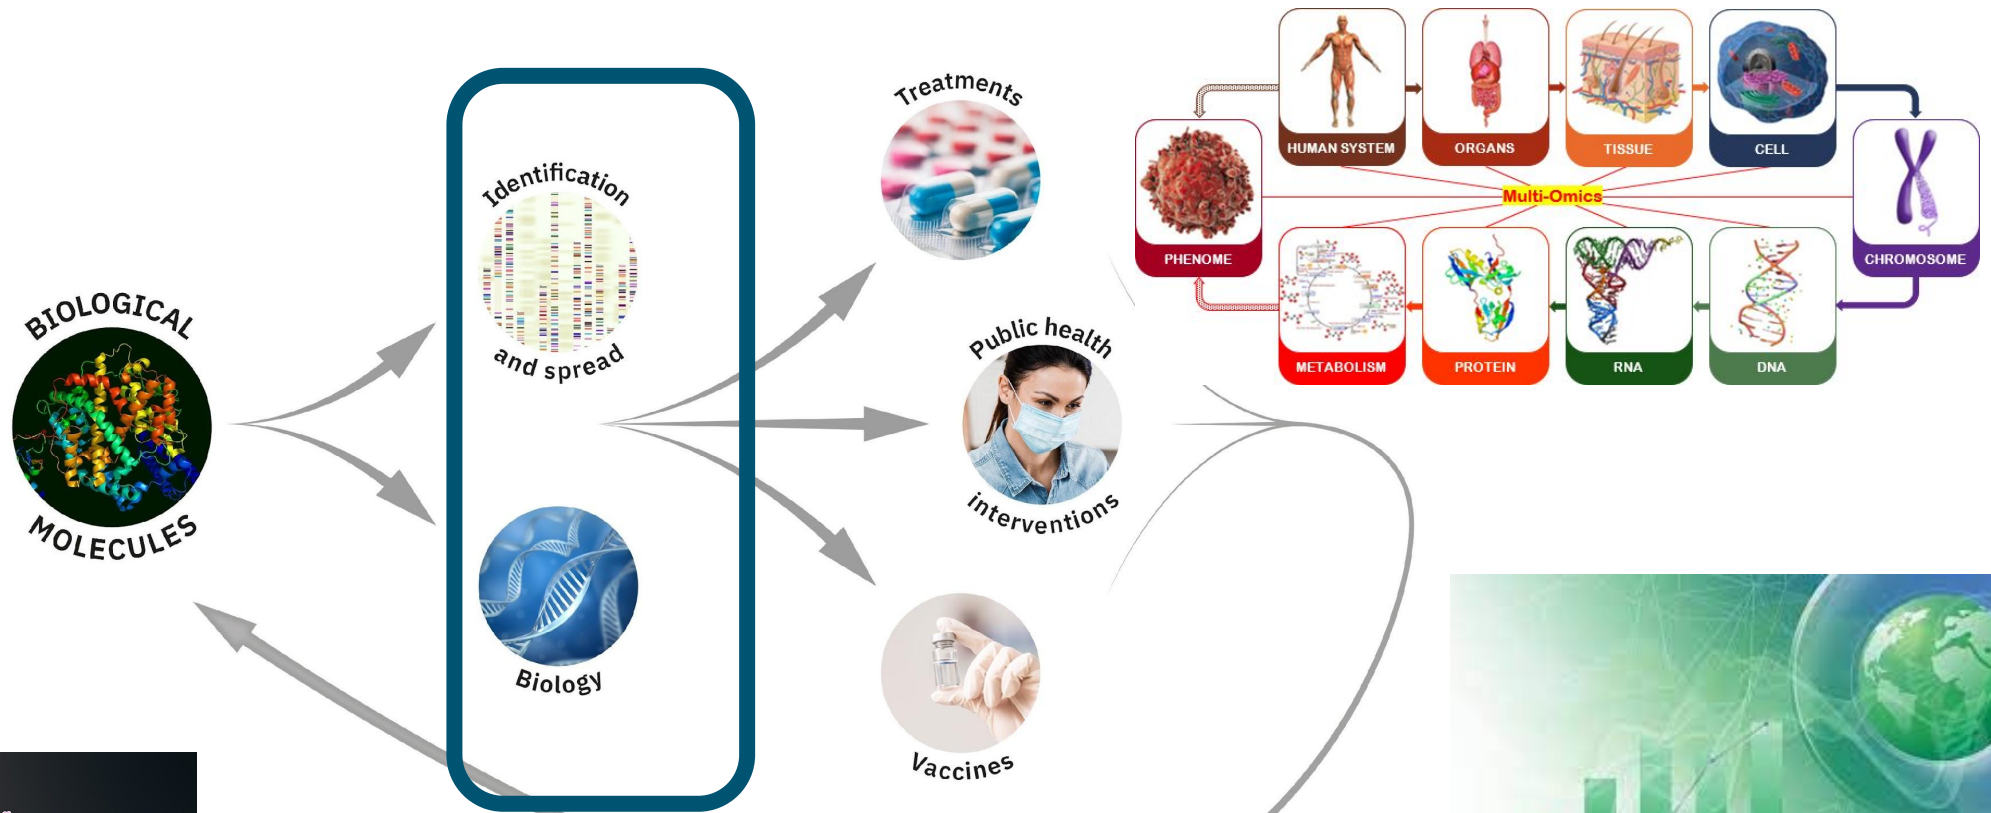 BIOLOGICAL
MOLECULES
Identification
and spread
Biology
Treatments
Public health
interventions
Vaccines
HUMAN SYSTEM
ORGANS
TISSUE
CELL
PHENOME
Multi-Omics
CHROMOSOME
METABOLISM
PROTEIN
RNA
DNA